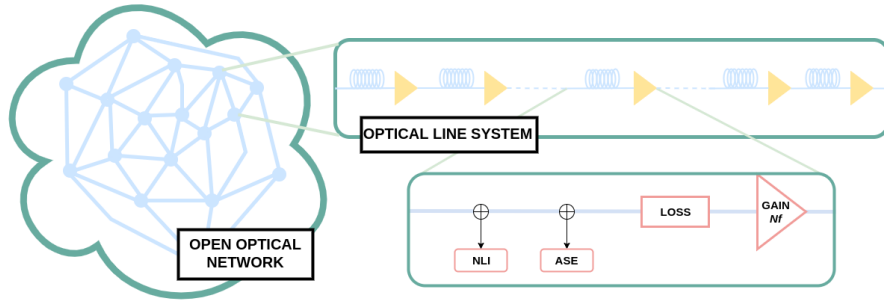 OPTICAL LINE SYSTEM
OPEN OPTICAL
NETWORK
LOSS
GAIN
Nf
NLI
ASE